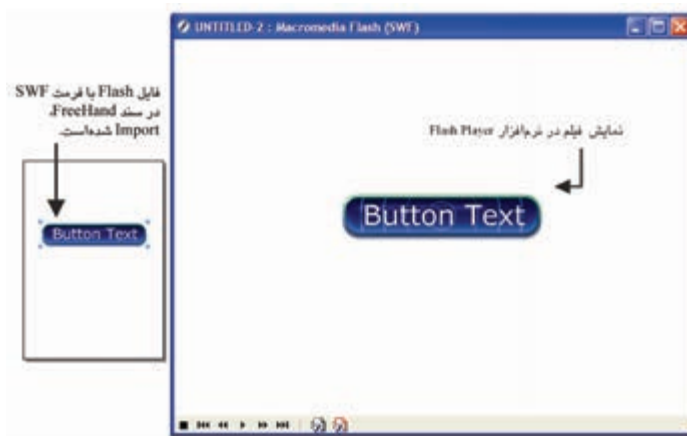 UNTITLED-2 : Macromedia Flash (SWF)
فایل Flash با فرمت SWF
در سند FreeHand،
Import شده‌است.
نمایش فیلم در نرم‌افزار Flash Player
Button Text
Button Text